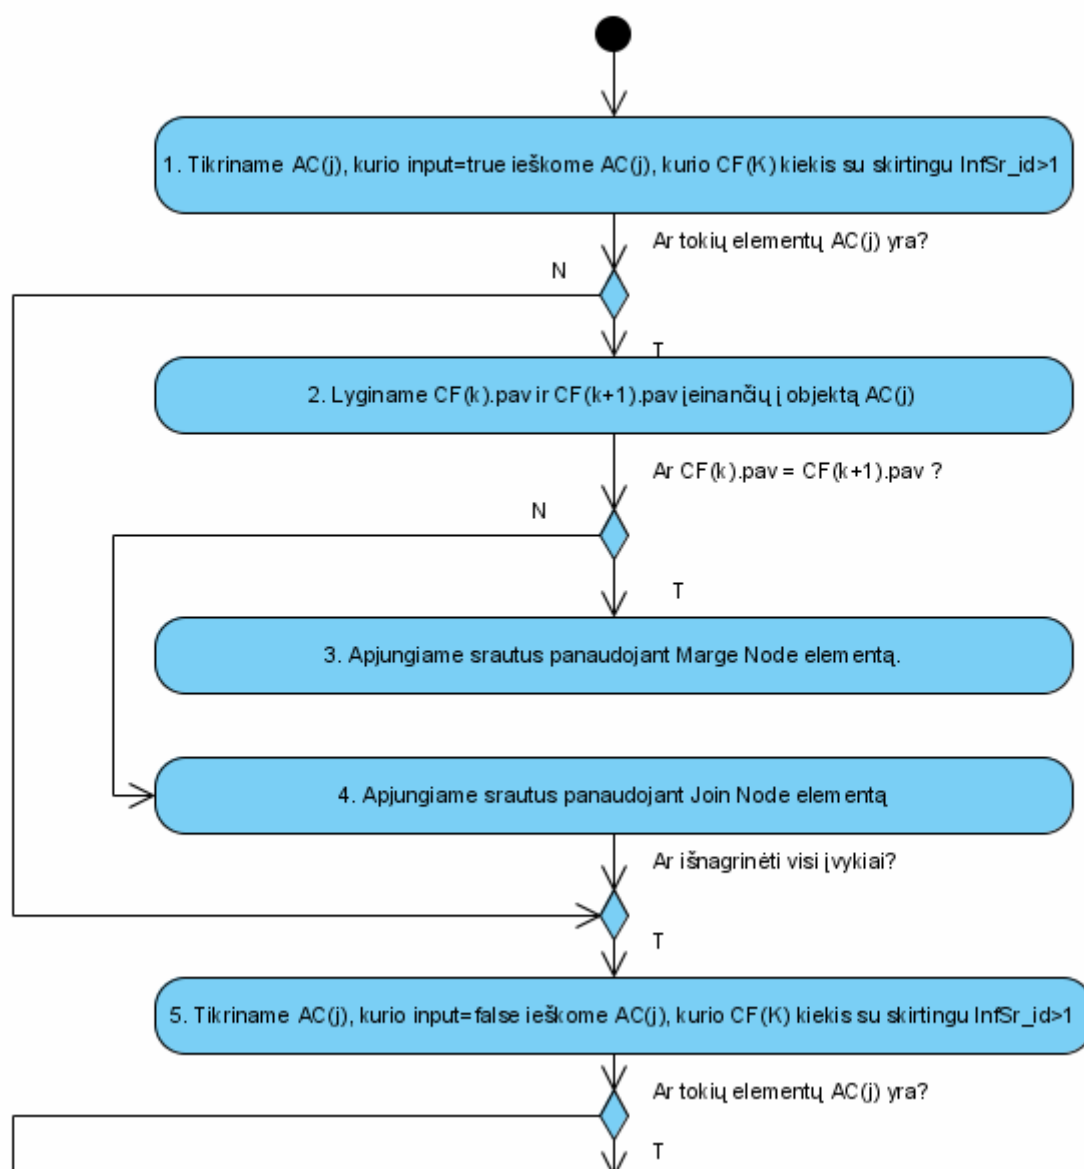 1. Tikriname AC(j), kurio input=true ieškome AC(j), kurio CF(K) kiekis su skirtingu InfSr_id>1
Ar tokių elementų AC(j) yra?
N
T
2. Lyginame CF(k).pav ir CF(k+1).pav įeinančių į objektą AC(j)
Ar CF(k).pav = CF(k+1).pav ?
N
T
3. Apjungiame srautus panaudojant Marge Node elementą.
4. Apjungiame srautus panaudojant Join Node elementą
Ar išnagrinėti visi įvykiai?
T
5. Tikriname AC(j), kurio input=false ieškome AC(j), kurio CF(K) kiekis su skirtingu InfSr_id>1
Ar tokių elementų AC(j) yra?
T